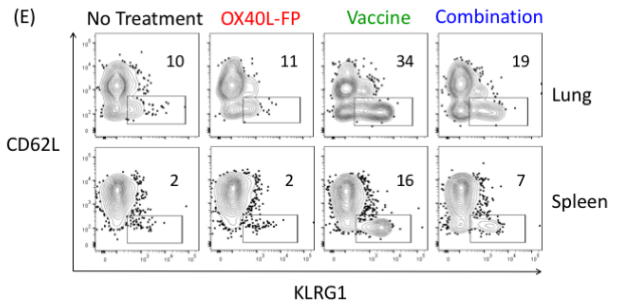 (E) No Treatment OX40L-FP Vaccine Combination
10 11 34 19 Lung
CD62L
2 2 16 7 Spleen
KLRG1